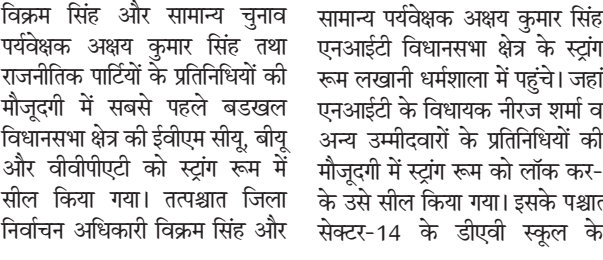 विक्रम सिंह और सामान्य चुनाव
पर्यवेक्षक अक्षय कुमार सिंह तथा
राजनीतिक पार्टियों के प्रतिनिधियों की
मौजूदगी में सबसे पहले बडखल
विधानसभा क्षेत्र की ईवीएम सीयू, बीयू
और वीवीपीएटी को स्ट्रांग रूम में
सील किया गया। तत्पश्चात जिला
निर्वाचन अधिकारी विक्रम सिंह और
सामान्य पर्यवेक्षक अक्षय कुमार सिंह
एनआईटी विधानसभा क्षेत्र के स्ट्रांग
रूम लखानी धर्मशाला में पहुंचे। जहां
एनआईटी के विधायक नीरज शर्मा व
अन्य उम्मीदवारों के प्रतिनिधियों की
मौजूदगी में स्ट्रांग रूम को लॉक कर-
के उसे सील किया गया। इसके पश्चात
सेक्टर-14 के डीएवी स्कूल के